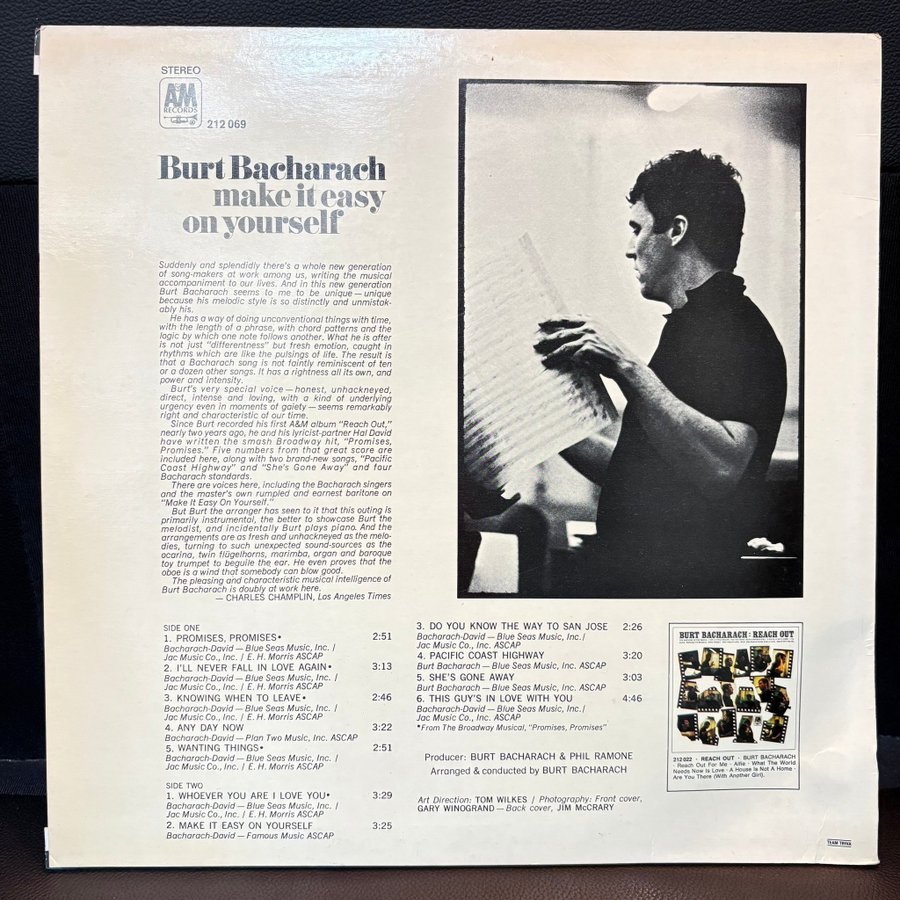 STEREO
A&M
RECORDS
212 069
Burt Bacharach
make it easy
on yourself
Suddenly and splendidly there's a whole new generation
of song-makers at work among us, writing the musical
accompaniment to our lives. And in this new generation
Burt Bacharach seems to me to be unique — unique
because his melodic style is so distinctly and unmistak-
ably his.
He has a way of doing unconventional things with time,
with the length of a phrase, with chord patterns and the
logic by which one note follows another. What he is after
is not just "differentness" but fresh emotion, caught in
rhythms which are like the pulsings of life. The result is
that a Bacharach song is not faintly reminiscent of ten
or a dozen other songs. It has a rightness all its own, and
power and intensity.
Burt's very special voice — honest, unhackneyed,
direct, intense and loving, with a kind of underlying
urgency even in moments of gaiety — seems remarkably
right and characteristic of our time.
Since Burt recorded his first A&M album "Reach Out,"
nearly two years ago, he and his lyricist-partner Hal David
have written the smash Broadway hit, "Promises,
Promises." Five numbers from that great score are
included here, along with two brand-new songs, "Pacific
Coast Highway" and "She's Gone Away" and four
Bacharach standards.
There are voices here, including the Bacharach singers
and the master's own rumpled and earnest baritone on
"Make It Easy On Yourself."
But Burt the arranger has seen to it that this outing is
primarily instrumental, the better to showcase Burt the
melodist, and incidentally Burt plays piano. And the
arrangements are as fresh and unhackneyed as the melo-
dies, turning to such unexpected sound-sources as the
ocarina, twin flügelhorns, marimba, organ and baroque
toy trumpet to beguile the ear. He even proves that the
oboe is a wind that somebody can blow good.
The pleasing and characteristic musical intelligence of
Burt Bacharach is doubly at work here.
— CHARLES CHAMPLIN, Los Angeles Times
SIDE ONE
1. PROMISES, PROMISES• 2:51
Bacharach-David — Blue Seas Music, Inc. /
Jac Music Co., Inc. / E. H. Morris ASCAP
2. I'LL NEVER FALL IN LOVE AGAIN• 3:13
Bacharach-David — Blue Seas Music, Inc. /
Jac Music Co., Inc. / E. H. Morris ASCAP
3. KNOWING WHEN TO LEAVE• 2:46
Bacharach-David — Blue Seas Music, Inc. /
Jac Music Co., Inc. / E. H. Morris ASCAP
4. ANY DAY NOW 3:22
Bacharach-David — Plan Two Music, Inc. ASCAP
5. WANTING THINGS• 2:51
Bacharach-David — Blue Seas Music, Inc. /
Jac Music Co., Inc. / E. H. Morris ASCAP
SIDE TWO
1. WHOEVER YOU ARE I LOVE YOU• 3:29
Bacharach-David — Blue Seas Music, Inc. /
Jac Music Co., Inc. / E. H. Morris ASCAP
2. MAKE IT EASY ON YOURSELF 3:25
Bacharach-David — Famous Music ASCAP
3. DO YOU KNOW THE WAY TO SAN JOSE 2:26
Bacharach-David — Blue Seas Music, Inc./
Jac Music Co., Inc. ASCAP
4. PACIFIC COAST HIGHWAY 3:20
Burt Bacharach — Blue Seas Music, Inc. ASCAP
5. SHE'S GONE AWAY 3:03
Burt Bacharach — Blue Seas Music, Inc. ASCAP
6. THIS GUY'S IN LOVE WITH YOU 4:46
Bacharach-David — Blue Seas Music, Inc./
Jac Music Co., Inc. ASCAP
*From The Broadway Musical, "Promises, Promises"
Producer: BURT BACHARACH & PHIL RAMONE
Arranged & conducted by BURT BACHARACH
Art Direction: TOM WILKES / Photography: Front cover,
GARY WINOGRAND — Back cover, JIM McCRARY
BURT BACHARACH : REACH OUT
212 022 · REACH OUT · BURT BACHARACH
· Reach Out For Me · Alfie · What The World
Needs Now Is Love · A House Is Not A Home ·
Are You There (With Another Girl).
TEAM TRIVA